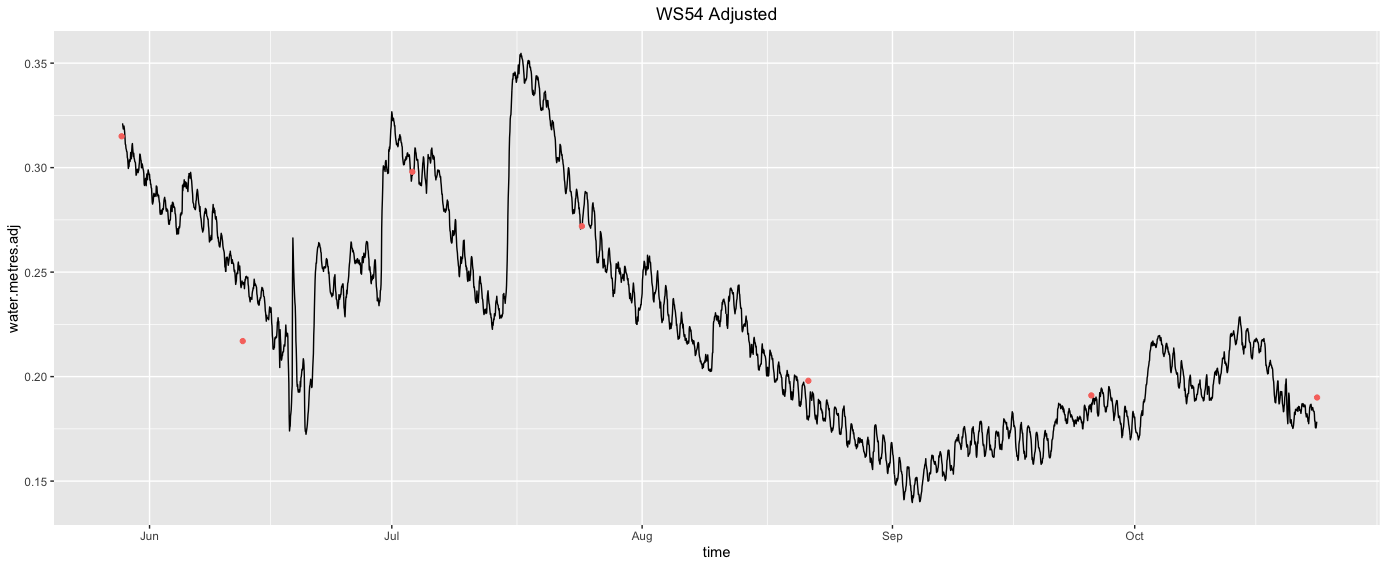 WS54 Adjusted
water.metres.adj
0.35
0.30
0.25
0.20
0.15
Jun Jul Aug Sep Oct
time